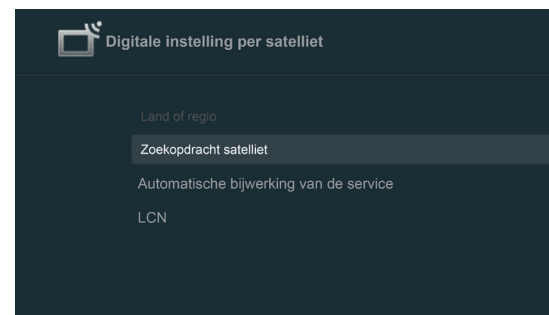 Digitale instelling per satelliet
Land of regio
Zoekopdracht satelliet
Automatische bijwerking van de service
LCN